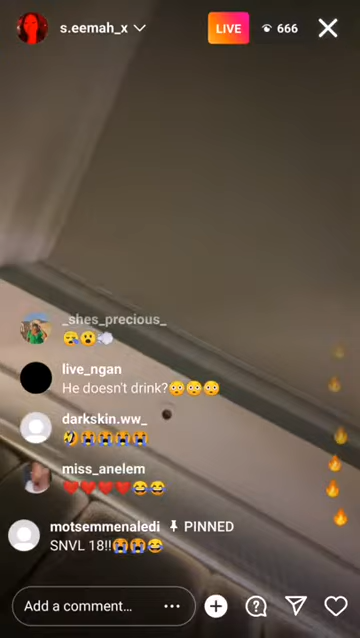 s.eemah_x
LIVE
666
_shes_precious_
😪😮💨
live_ngan
He doesn't drink?😳😳😳
darkskin.ww_
🤣😭😭😭😭
miss_anelem
❤️❤️❤️❤️😂😂
motsemmenaledi PINNED
SNVL 18!!😭😭😂
Add a comment...